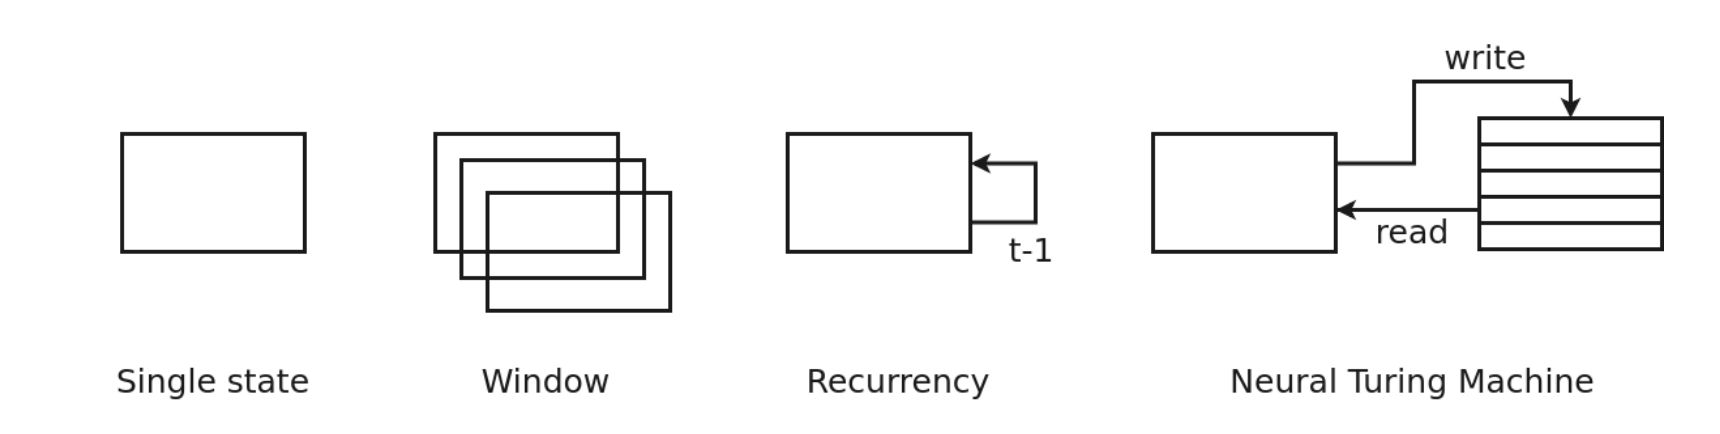 write
read
t-1
Single state
Window
Recurrency
Neural Turing Machine